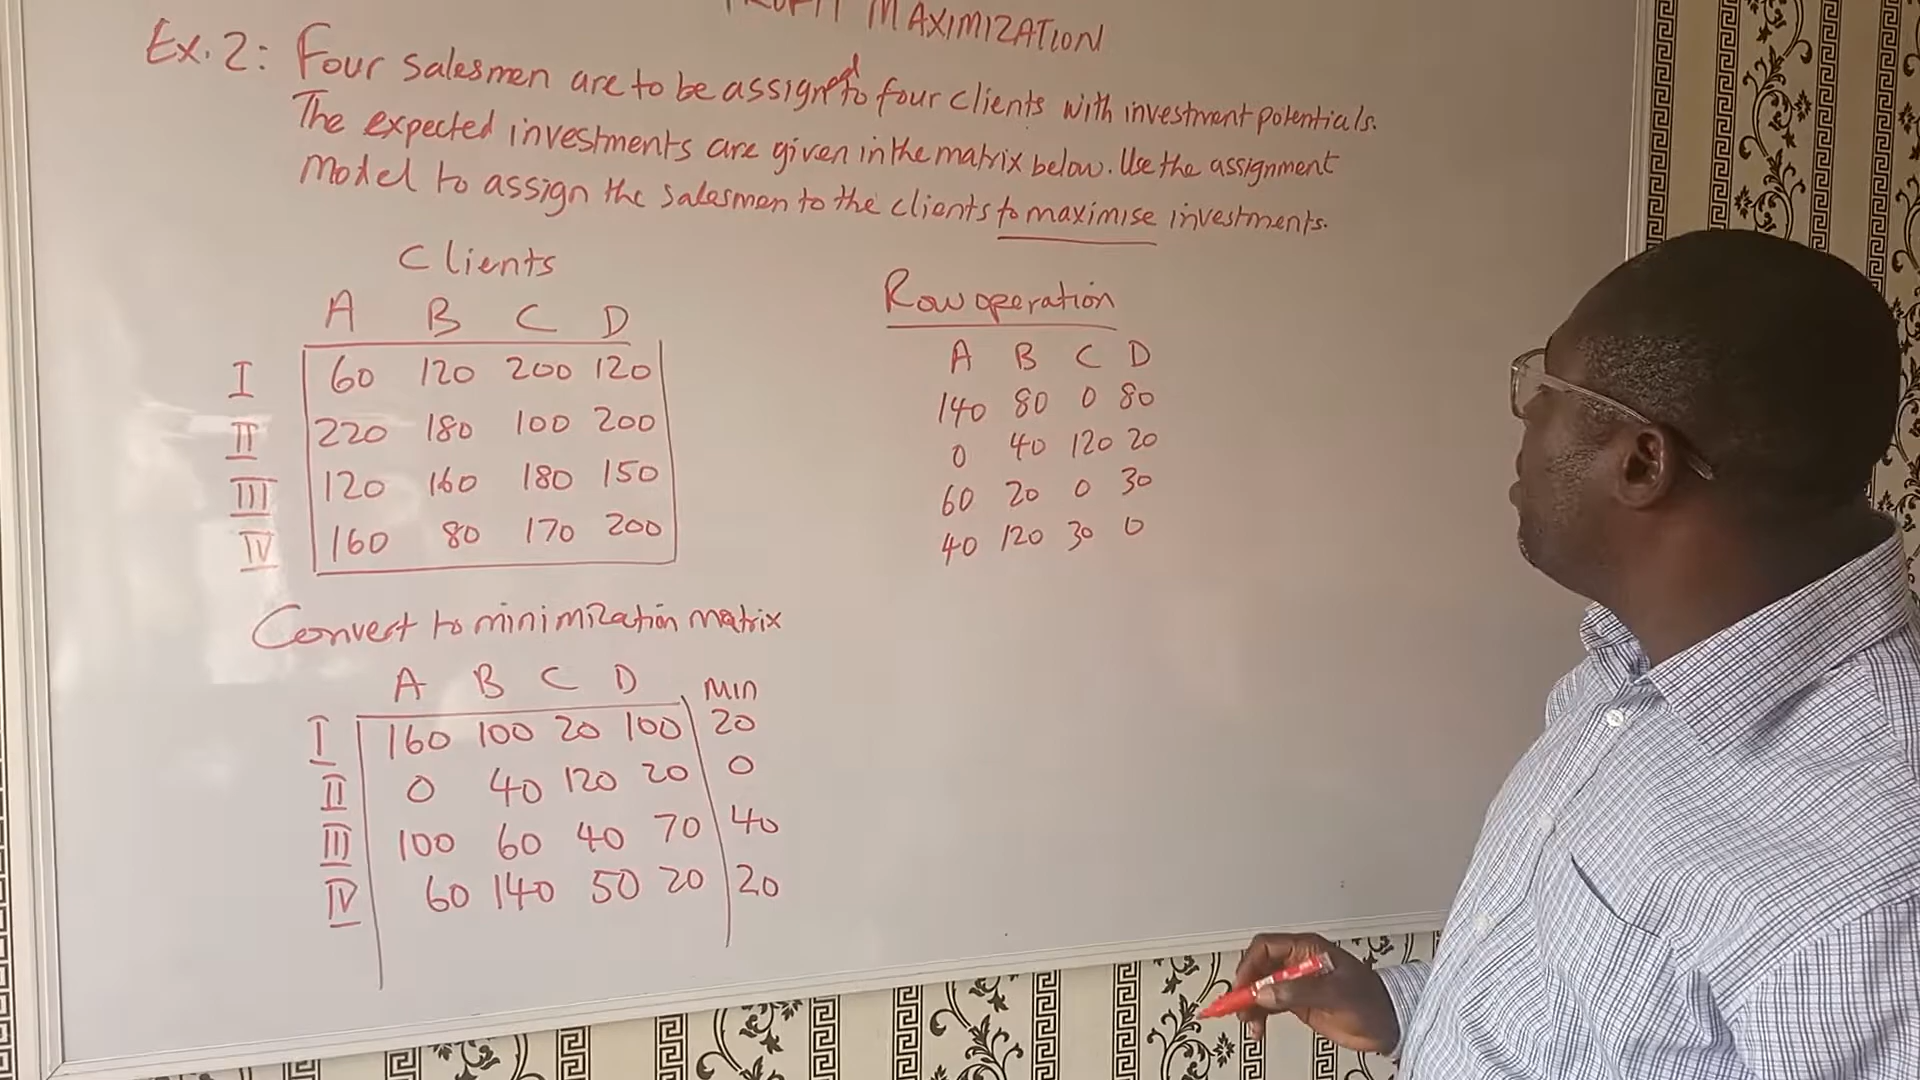 PROFIT MAXIMIZATION
Ex. 2: Four salesmen are to be assigned to four clients with investment potentials.
The expected investments are given in the matrix below. Use the assignment
model to assign the salesmen to the clients to maximise investments.
Clients
A B C D
I 60 120 200 120
II 220 180 100 200
III 120 160 180 150
IV 160 80 170 200
Convert to minimization matrix
A B C D Min
I 160 100 20 100 20
II 0 40 120 20 0
III 100 60 40 70 40
IV 60 140 50 20 20
Row operation
A B C D
140 80 0 80
0 40 120 20
60 20 0 30
40 120 30 0